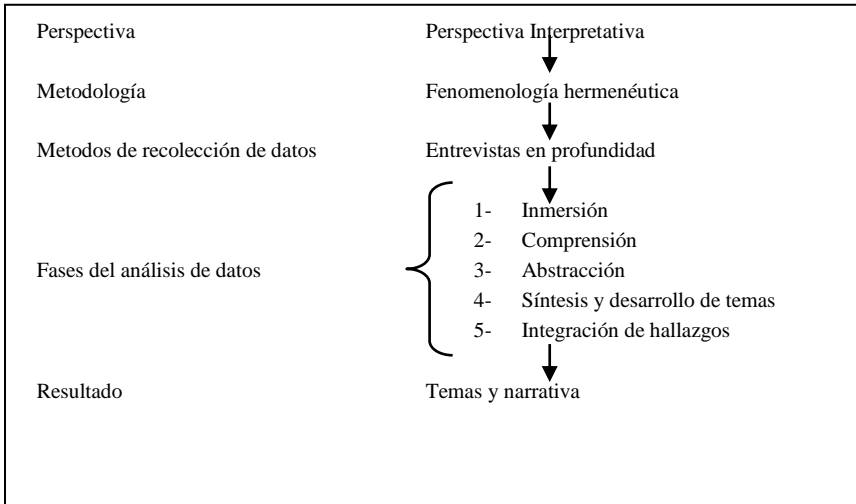 Perspectiva Perspectiva Interpretativa
Metodología Fenomenología hermenéutica
Metodos de recolección de datos Entrevistas en profundidad
1- Inmersión
2- Comprensión
Fases del análisis de datos 3- Abstracción
4- Síntesis y desarrollo de temas
5- Integración de hallazgos
Resultado Temas y narrativa